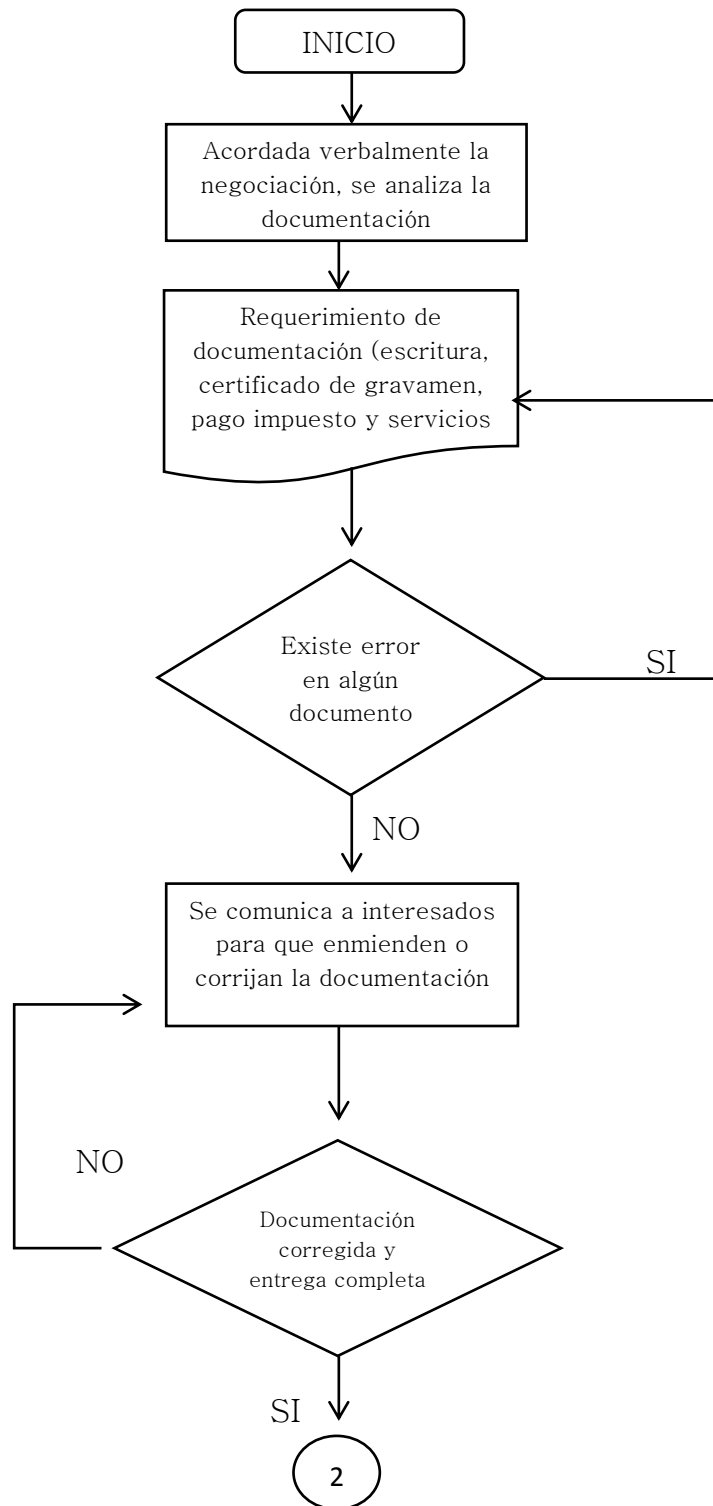 INICIO
Acordada verbalmente la
negociación, se analiza la
documentación
Requerimiento de
documentación (escritura,
certificado de gravamen,
pago impuesto y servicios
Existe error
en algún
documento
SI
NO
Se comunica a interesados
para que enmienden o
corrijan la documentación
NO
Documentación
corregida y
entrega completa
SI
2